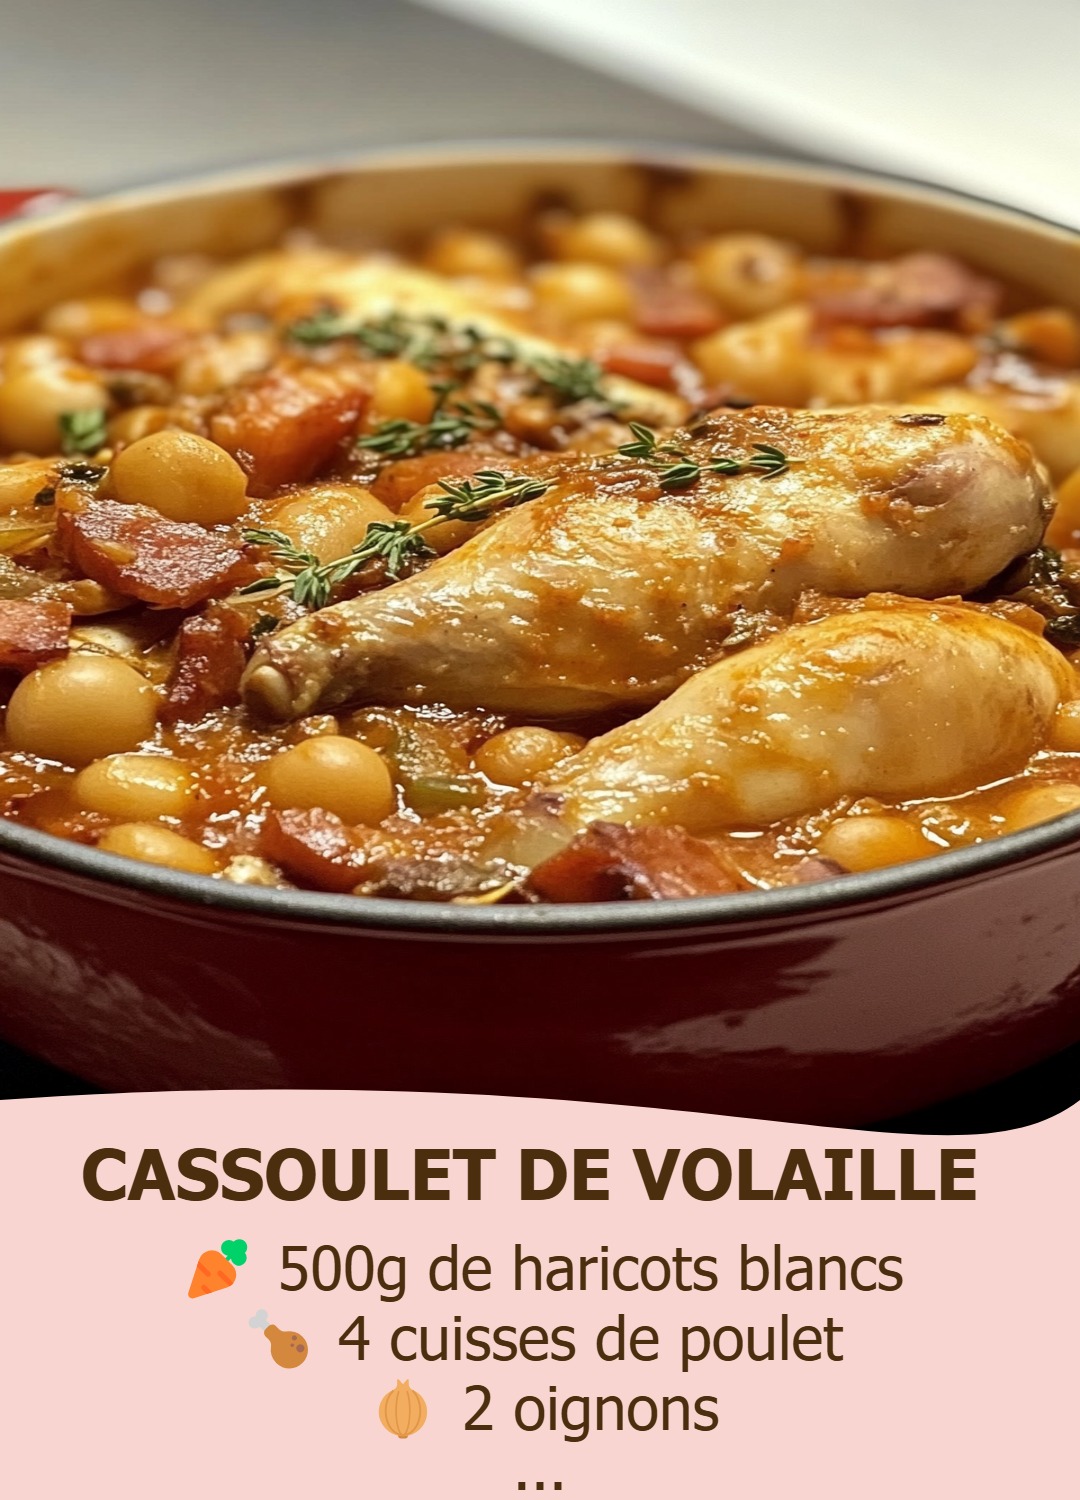 CASSOULET DE VOLAILLE
🥕 500g de haricots blancs
🍗 4 cuisses de poulet
🧅 2 oignons
...